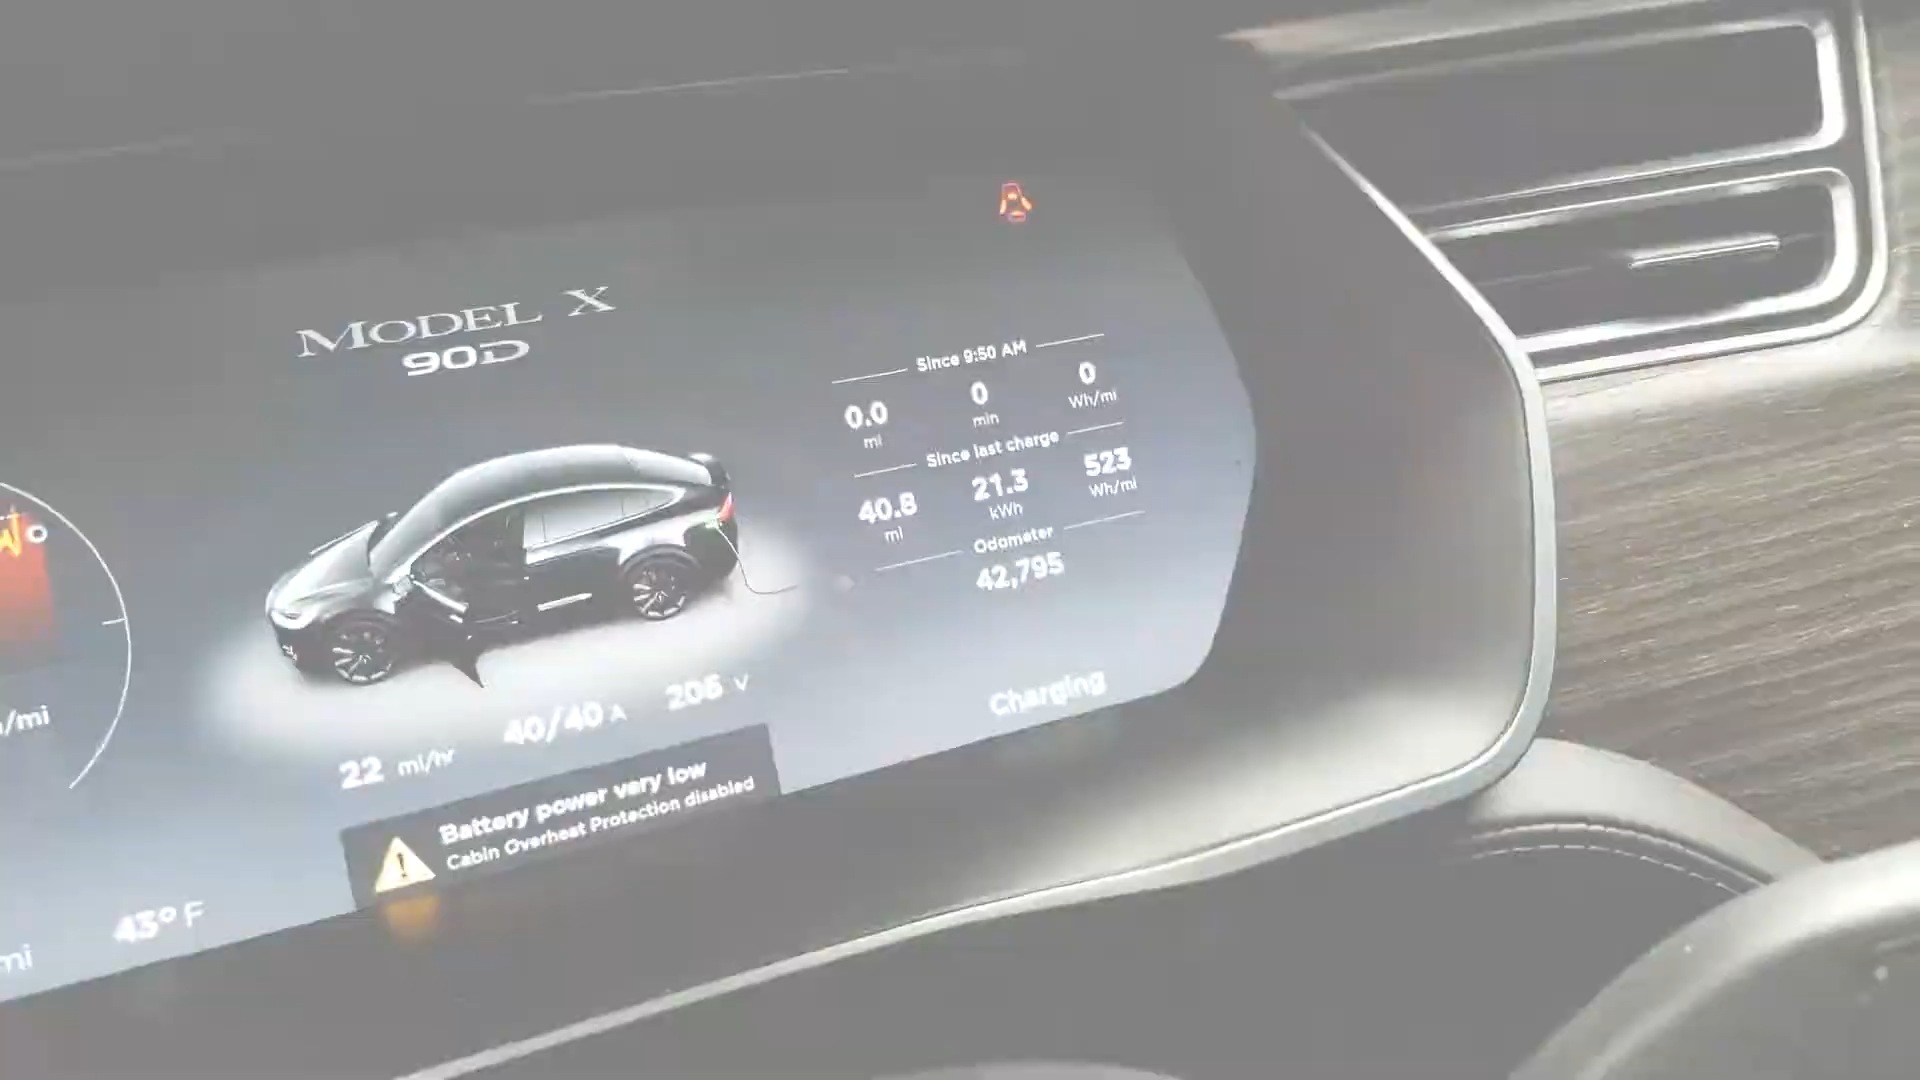 MODEL X
90D
Since 9:50 AM
0.0 0 0
mi min Wh/mi
Since last charge
40.8 21.3 523
mi kWh Wh/mi
Odometer
42,795
/mi
22 mi/hr 40/40 A 206 V
Charging
Battery power very low
Cabin Overheat Protection disabled
43° F
mi